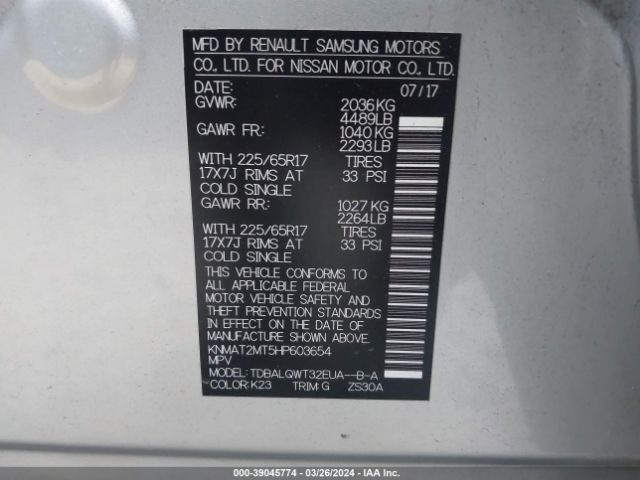 MFD BY RENAULT SAMSUNG MOTORS
CO., LTD. FOR NISSAN MOTOR CO., LTD.
DATE: 07/17
GVWR: 2036KG
4489LB
GAWR FR: 1040KG
2293LB
WITH 225/65R17 TIRES
17X7J RIMS AT 33 PSI
COLD SINGLE
GAWR RR: 1027KG
2264LB
WITH 225/65R17 TIRES
17X7J RIMS AT 33 PSI
COLD SINGLE
THIS VEHICLE CONFORMS TO
ALL APPLICABLE FEDERAL
MOTOR VEHICLE SAFETY AND
THEFT PREVENTION STANDARDS
IN EFFECT ON THE DATE OF
MANUFACTURE SHOWN ABOVE.
KNMAT2MT5HP603654
MPV
MODEL: TDBALQWT32EUA--B-A
COLOR: K23 TRIM: G ZS30A
000-39045774 - 03/26/2024 - IAA Inc.